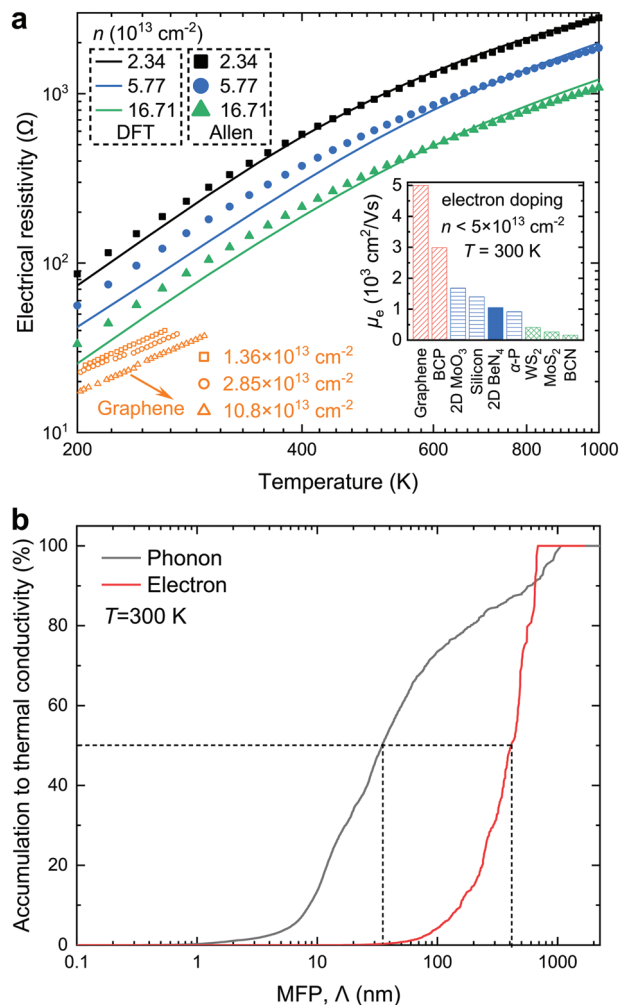 a
n (10¹³ cm⁻²)
2.34 2.34
5.77 5.77
16.71 16.71
DFT Allen
10³
10²
10¹
Electrical resistivity (Ω)
5
4
3
2
1
0
μₑ (10³ cm²/Vs)
electron doping
n < 5×10¹³ cm⁻²
T = 300 K
Graphene
BCP
2D MoO₃
Silicon
2D BeN₄
α-P
WS₂
MoS₂
BCN
1.36×10¹³ cm⁻²
2.85×10¹³ cm⁻²
10.8×10¹³ cm⁻²
Graphene
200 400 600 800 1000
Temperature (K)
b
Phonon
Electron
T=300 K
100
80
60
40
20
0
Accumulation to thermal conductivity (%)
0.1 1 10 100 1000
MFP, Λ (nm)